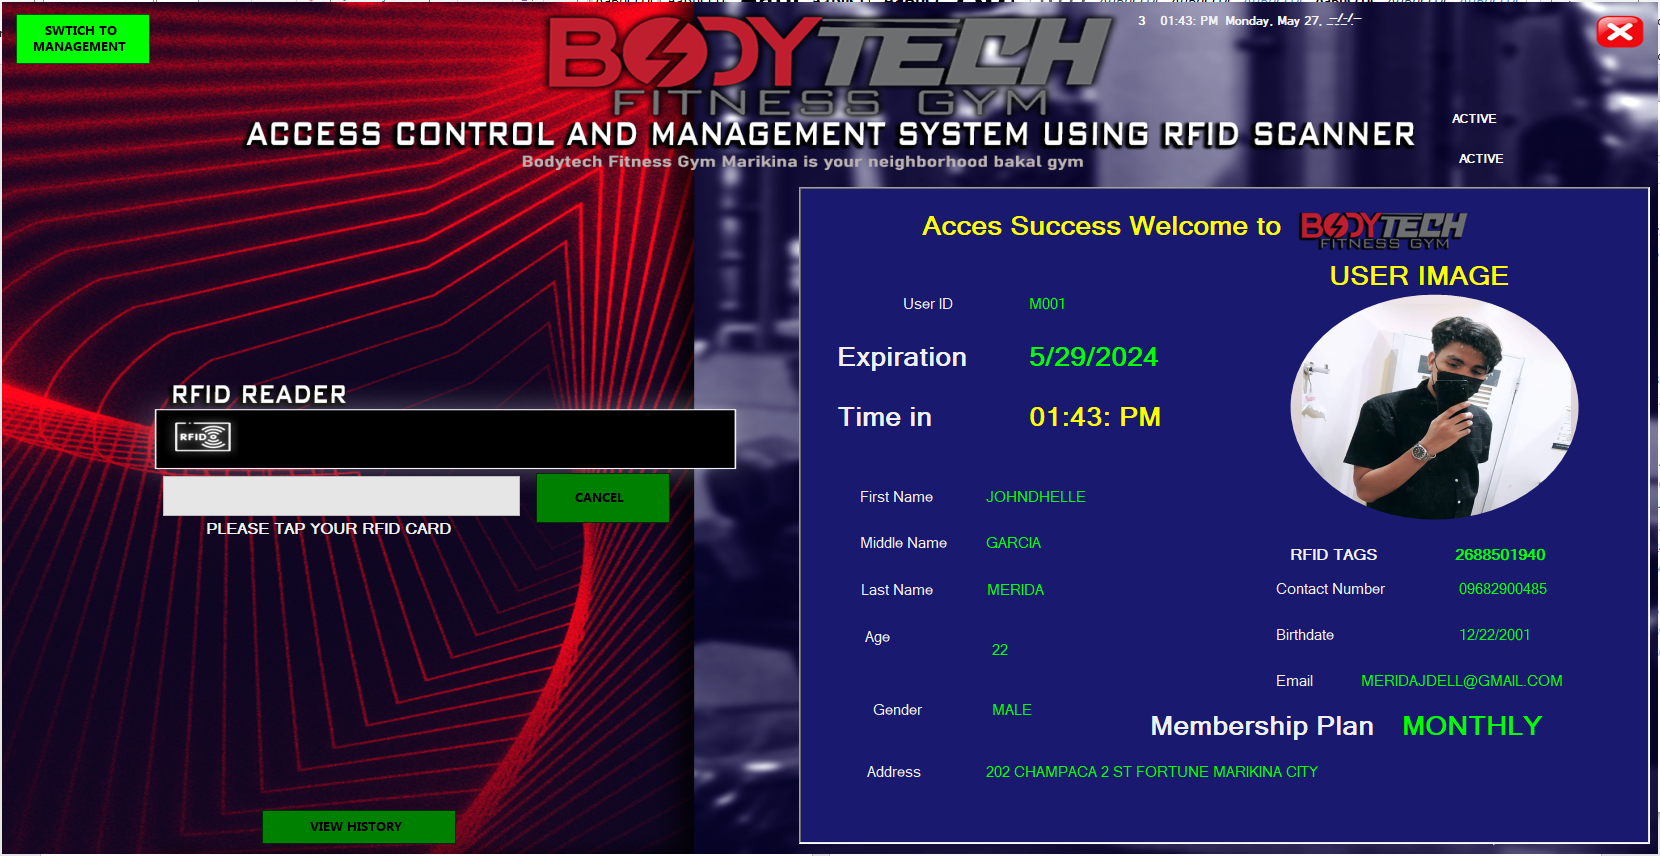 SWTICH TO
MANAGEMENT
BODYTECH
FITNESS GYM
3 01:43: PM Monday, May 27,
ACCESS CONTROL AND MANAGEMENT SYSTEM USING RFID SCANNER
Bodytech Fitness Gym Marikina is your neighborhood bakal gym
ACTIVE
ACTIVE
Acces Success Welcome to BODYTECH
FITNESS GYM
USER IMAGE
User ID M001
Expiration 5/29/2024
Time in 01:43: PM
RFID READER
RFID
CANCEL
PLEASE TAP YOUR RFID CARD
First Name JOHNDHELLE
Middle Name GARCIA
Last Name MERIDA
Age 22
Gender MALE
Address 202 CHAMPACA 2 ST FORTUNE MARIKINA CITY
RFID TAGS 2688501940
Contact Number 09682900485
Birthdate 12/22/2001
Email MERIDAJDELL@GMAIL.COM
Membership Plan MONTHLY
VIEW HISTORY